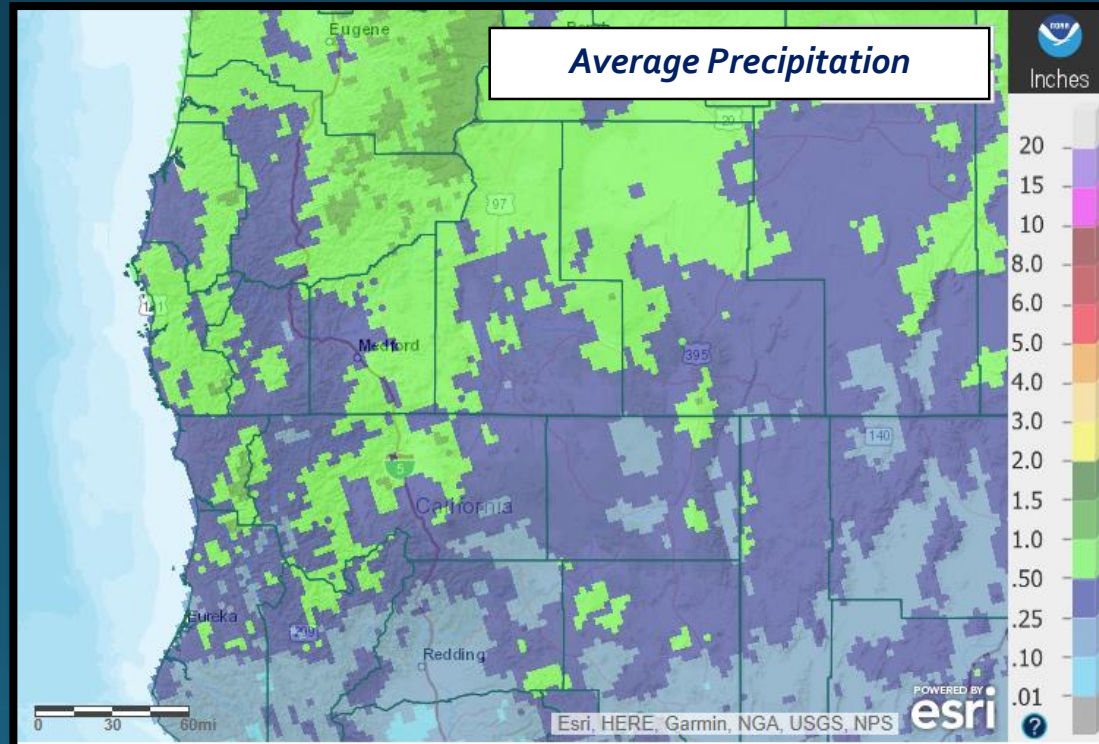 Eugene
Average Precipitation
NOAA
Inches
20
97
20
15
10
8.0
6.0
5.0
4.0
3.0
2.0
1.5
1.0
.50
.25
.10
.01
Medford
395
140
5
California
Eureka
299
Redding
0 30 60mi
Esri, HERE, Garmin, NGA, USGS, NPS
POWERED BY
esri
?